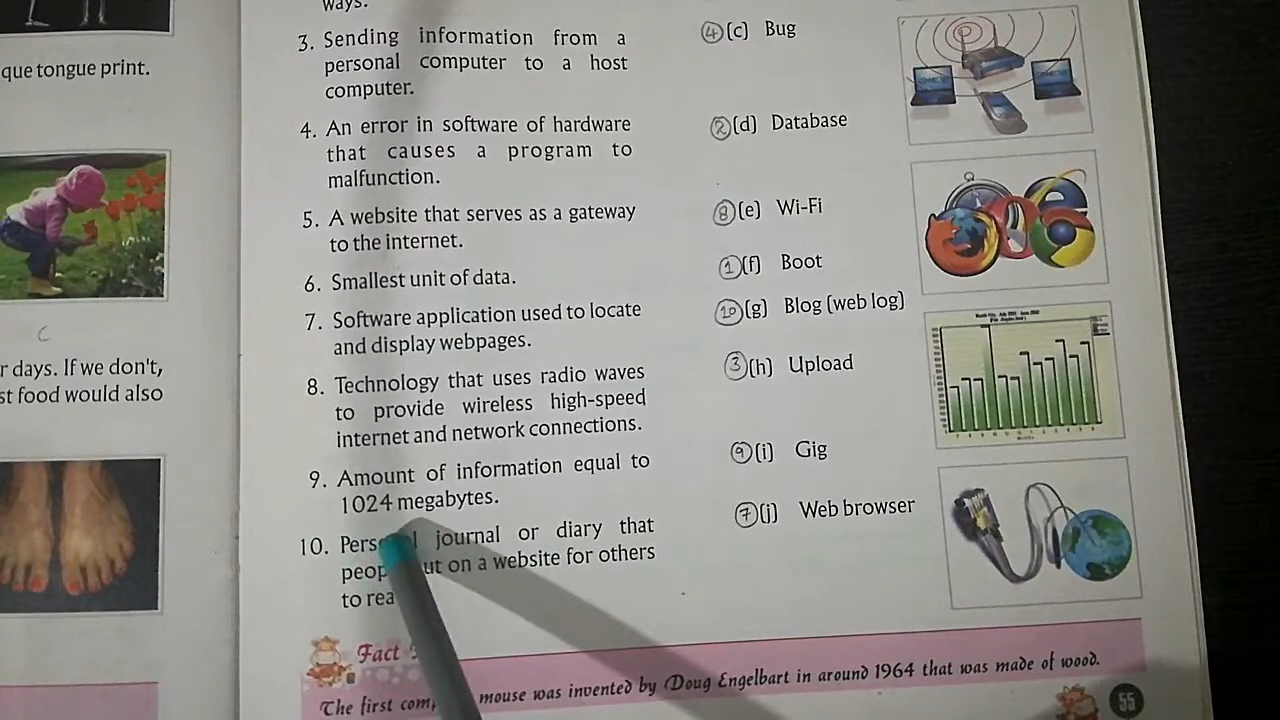 ways.
que tongue print.
r days. If we don't,
st food would also
C
3. Sending information from a
personal computer to a host
computer.
4. An error in software of hardware
that causes a program to
malfunction.
5. A website that serves as a gateway
to the internet.
6. Smallest unit of data.
7. Software application used to locate
and display webpages.
8. Technology that uses radio waves
to provide wireless high-speed
internet and network connections.
9. Amount of information equal to
1024 megabytes.
10. journal or diary that
on a website for others
to
4 (c) Bug
2 (d) Database
8 (e) Wi-Fi
1 (f) Boot
10 (g) Blog (web log)
3 (h) Upload
9 (i) Gig
7 (j) Web browser
Fact
The first mouse was invented by Doug Engelbart in around 1964 that was made of wood.
55